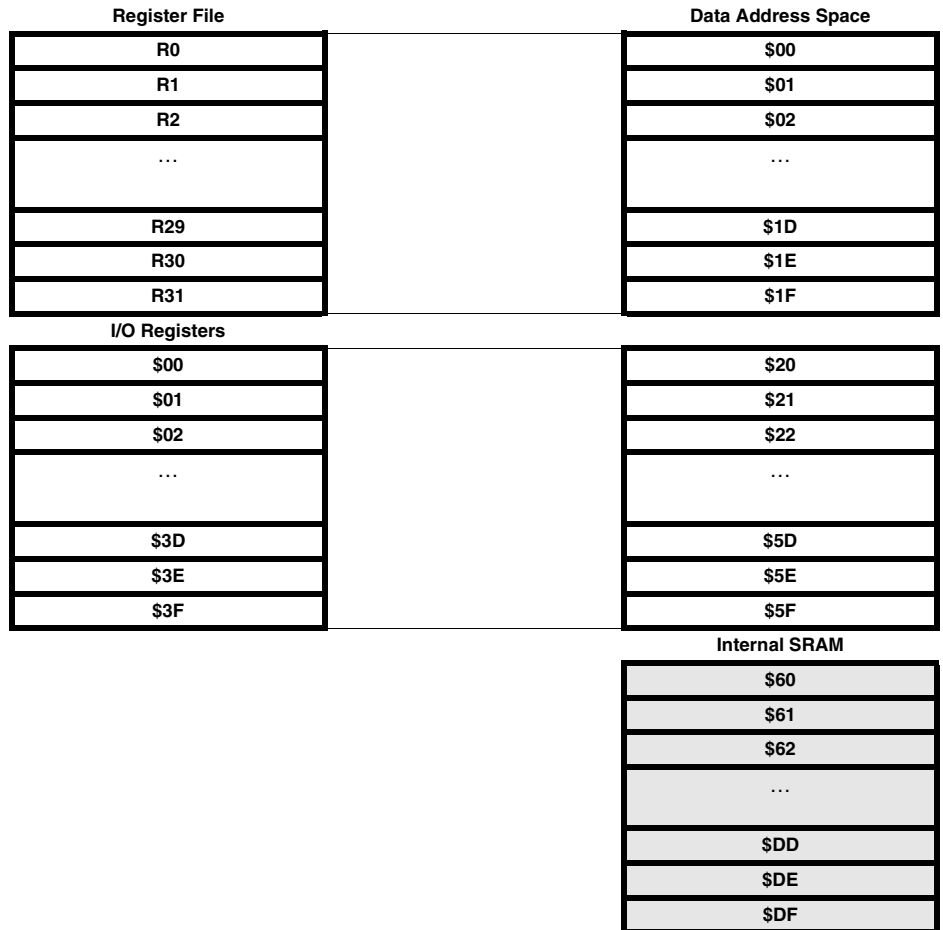 Register File
Data Address Space
R0
$00
R1
$01
R2
$02
...
...
R29
$1D
R30
$1E
R31
$1F
I/O Registers
$00
$20
$01
$21
$02
$22
...
...
$3D
$5D
$3E
$5E
$3F
$5F
Internal SRAM
$60
$61
$62
...
$DD
$DE
$DF